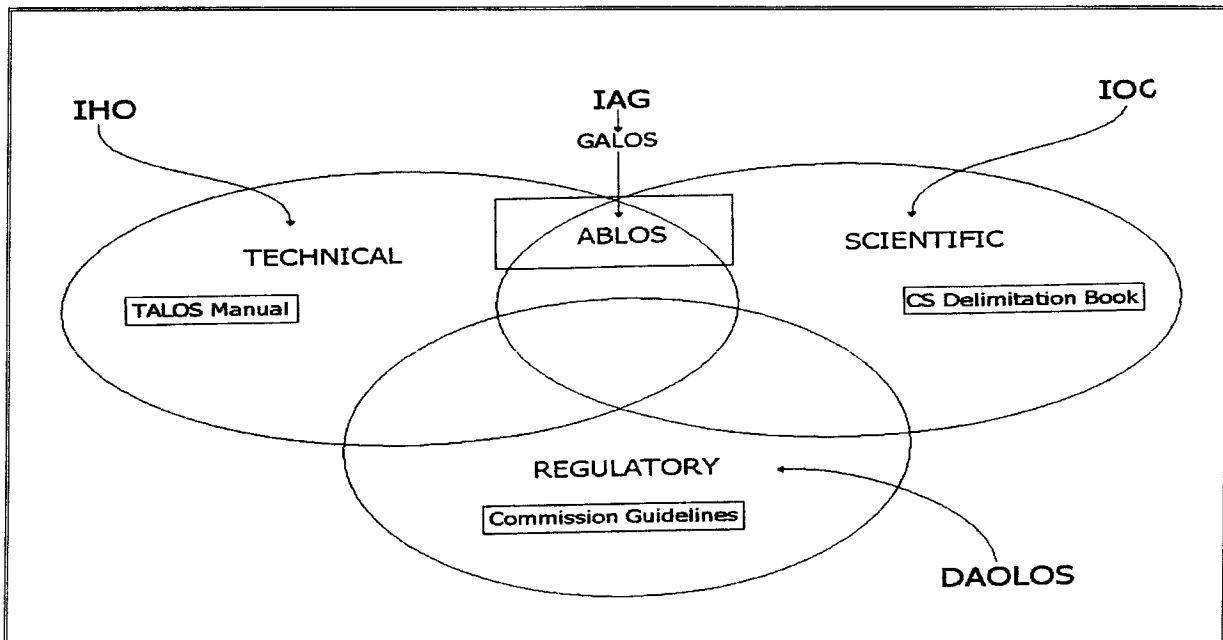 IHO
IAG
IOC
GALOS
ABLOS
TECHNICAL
SCIENTIFIC
TALOS Manual
CS Delimitation Book
REGULATORY
Commission Guidelines
DAOLOS